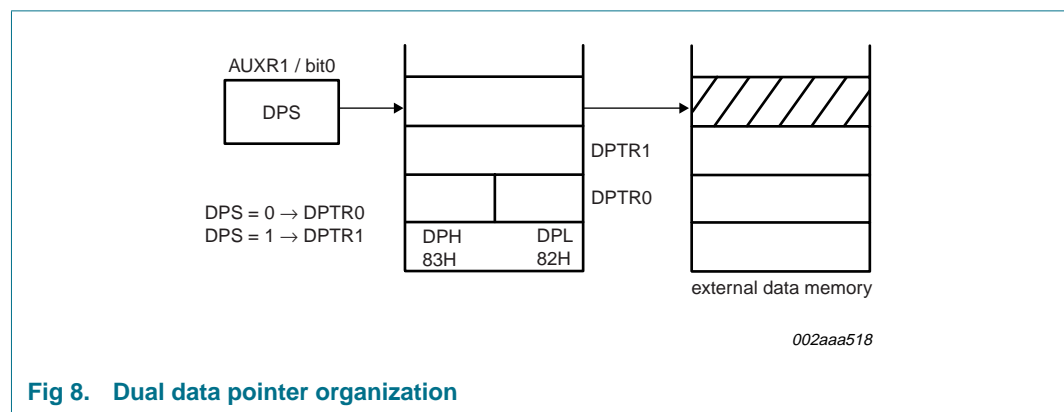 AUXR1 / bit0
DPS
DPTR1
DPTR0
DPS = 0 → DPTR0
DPS = 1 → DPTR1
DPH DPL
83H 82H
external data memory
002aaa518
Fig 8. Dual data pointer organization